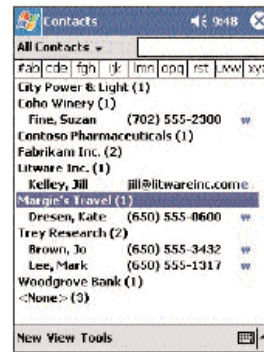 Contacts 9:48
All Contacts
#ab cde fgh ijk lmn opq rst uvw xyz
City Power & Light (1)
Coho Winery (1)
Fine, Suzan (702) 555-2300 w
Contoso Pharmaceuticals (1)
Fabrikam Inc. (2)
Litware Inc. (1)
Kelley, Jill jill@litwareinc.com e
Margie's Travel (1)
Dresen, Kate (650) 555-0600 w
Trey Research (2)
Brown, Jo (650) 555-3432 w
Lee, Mark (650) 555-1317 w
Woodgrove Bank (1)
<None> (3)
New View Tools